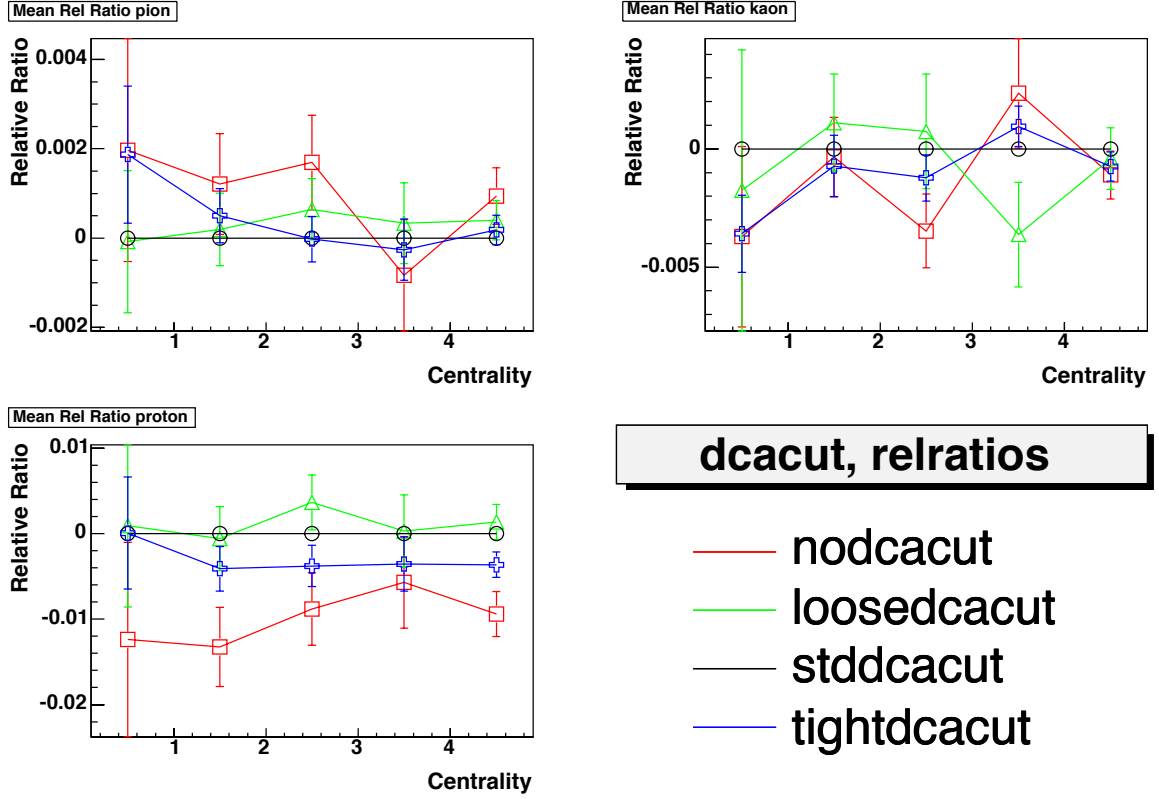 Mean Rel Ratio pion
Relative Ratio
0.004
0.002
0
-0.002
1 2 3 4
Centrality
Mean Rel Ratio kaon
Relative Ratio
0
-0.005
1 2 3 4
Centrality
Mean Rel Ratio proton
Relative Ratio
0.01
0
-0.01
-0.02
1 2 3 4
Centrality
dcacut, relratios
nodcacut
loosedcacut
stddcacut
tightdcacut